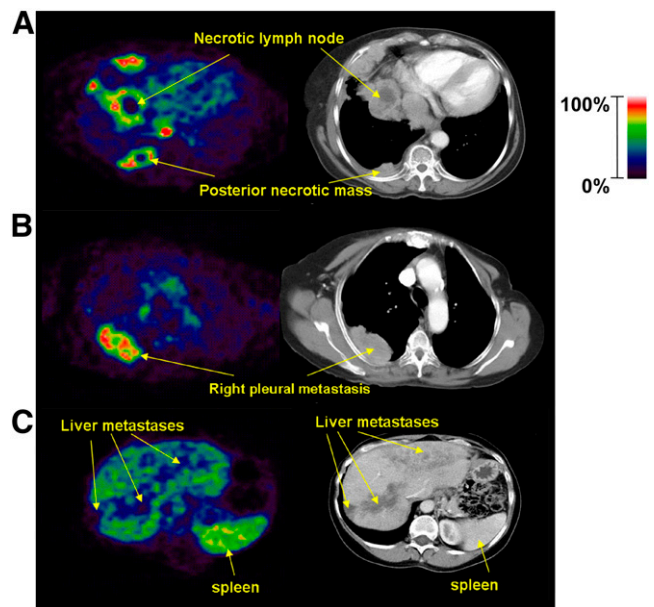 A
Necrotic lymph node
Posterior necrotic mass
100%
0%
B
Right pleural metastasis
C
Liver metastases
Liver metastases
spleen
spleen